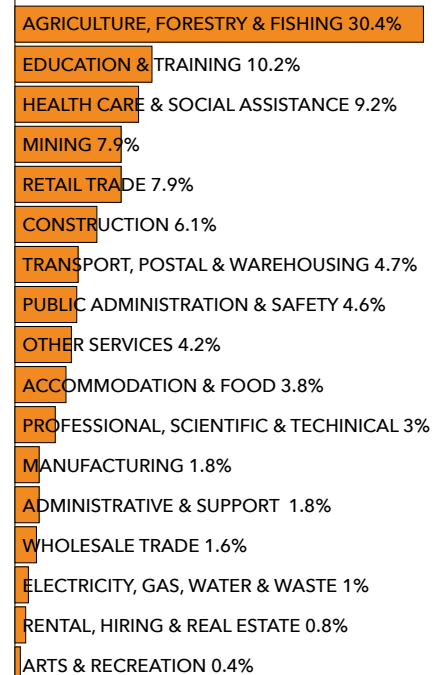 AGRICULTURE, FORESTRY & FISHING 30.4%
EDUCATION & TRAINING 10.2%
HEALTH CARE & SOCIAL ASSISTANCE 9.2%
MINING 7.9%
RETAIL TRADE 7.9%
CONSTRUCTION 6.1%
TRANSPORT, POSTAL & WAREHOUSING 4.7%
PUBLIC ADMINISTRATION & SAFETY 4.6%
OTHER SERVICES 4.2%
ACCOMMODATION & FOOD 3.8%
PROFESSIONAL, SCIENTIFIC & TECHINICAL 3%
MANUFACTURING 1.8%
ADMINISTRATIVE & SUPPORT 1.8%
WHOLESALE TRADE 1.6%
ELECTRICITY, GAS, WATER & WASTE 1%
RENTAL, HIRING & REAL ESTATE 0.8%
ARTS & RECREATION 0.4%